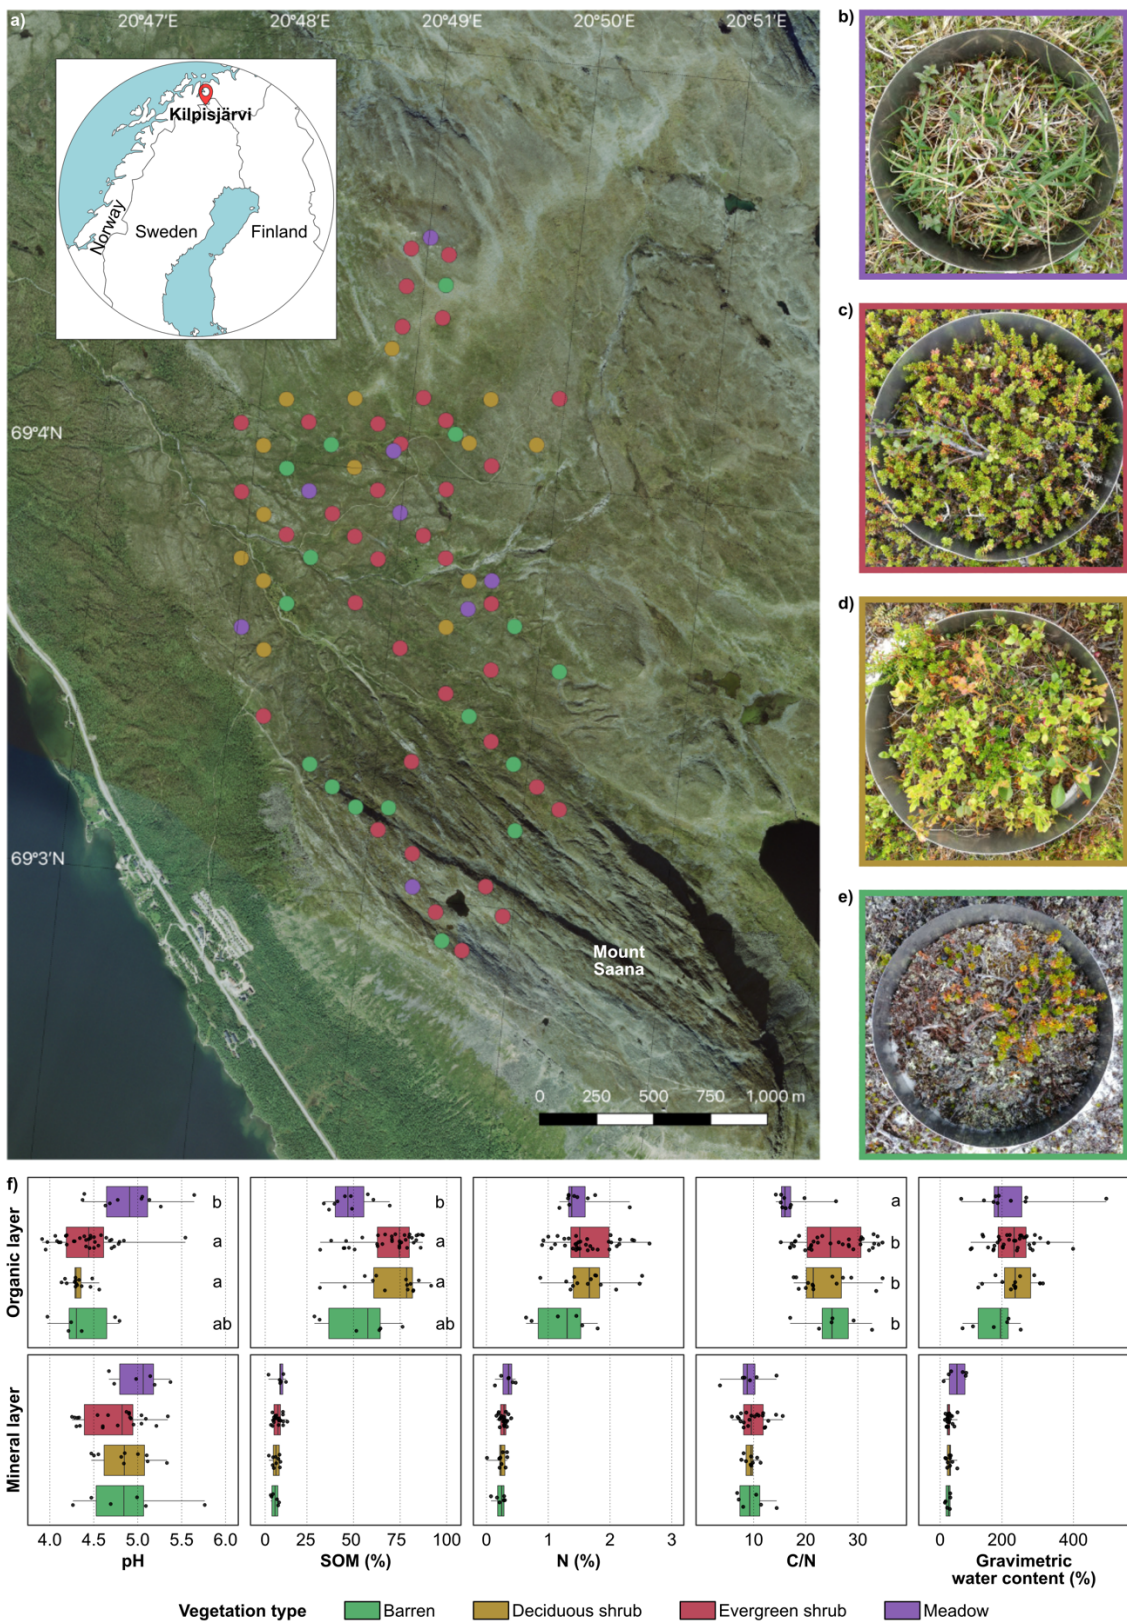 a)
20°47'E
20°48'E
20°49'E
20°50'E
20°51'E
Kilpisjärvi
Norway
Sweden
Finland
69°4'N
69°3'N
Mount
Saana
0 250 500 750 1,000 m
b)
c)
d)
e)
f)
Organic layer
b
a
a
ab
b
a
a
ab
a
b
b
b
Mineral layer
4.0 4.5 5.0 5.5 6.0
pH
0 25 50 75 100
SOM (%)
0 1 2 3
N (%)
10 20 30
C/N
0 200 400
Gravimetric
water content (%)
Vegetation type Barren Deciduous shrub Evergreen shrub Meadow